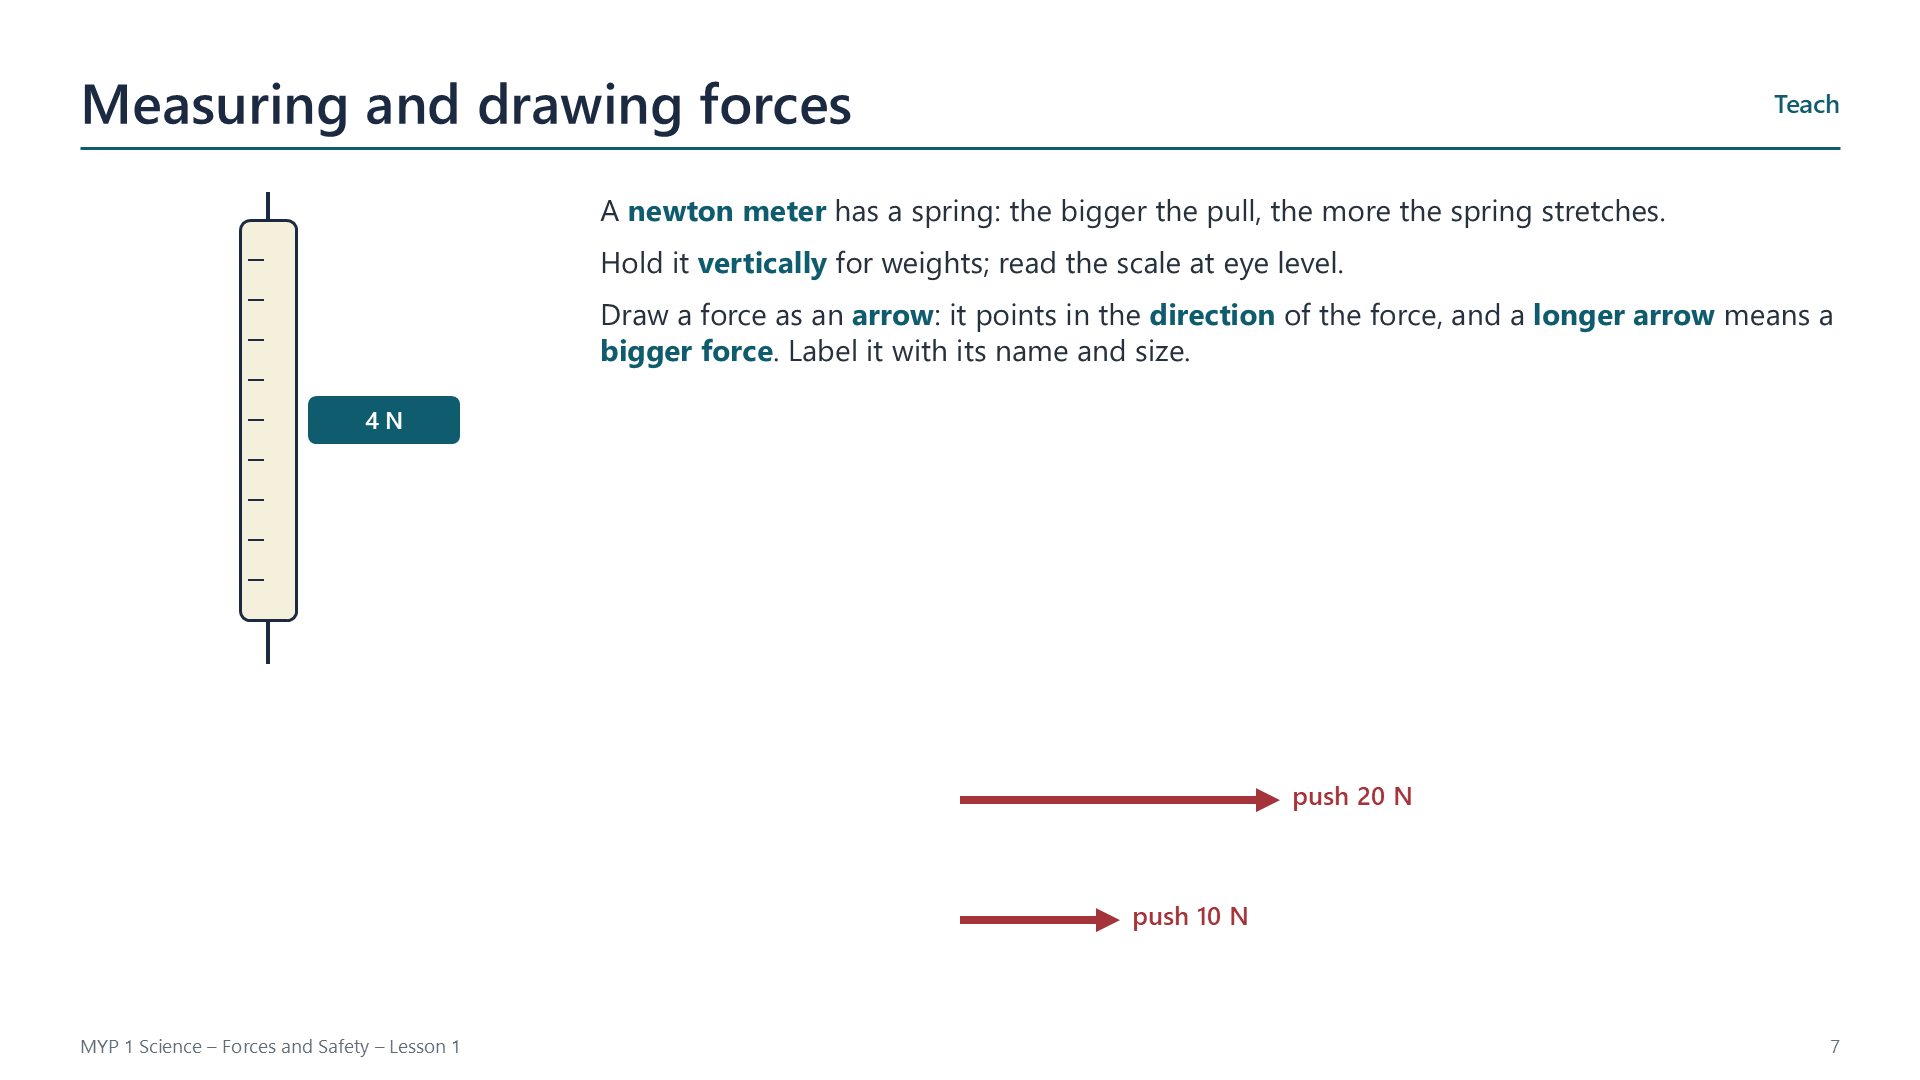 Measuring and drawing forces
Teach
A newton meter has a spring: the bigger the pull, the more the spring stretches.
Hold it vertically for weights; read the scale at eye level.
Draw a force as an arrow: it points in the direction of the force, and a longer arrow means a
bigger force. Label it with its name and size.
4 N
push 20 N
push 10 N
MYP 1 Science – Forces and Safety – Lesson 1
7